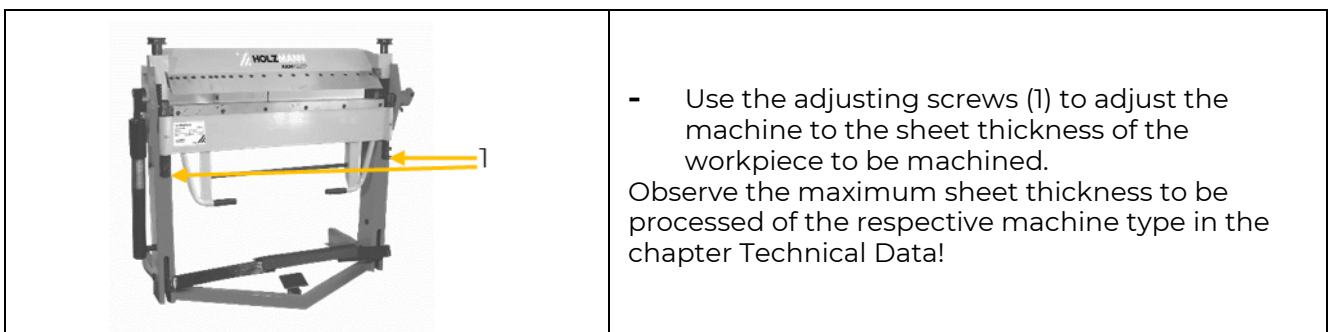 HOLZMANN
1
- Use the adjusting screws (1) to adjust the
machine to the sheet thickness of the
workpiece to be machined.
Observe the maximum sheet thickness to be
processed of the respective machine type in the
chapter Technical Data!